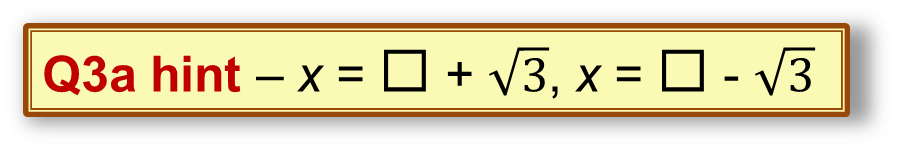 Q3a hint – x = □ + √3, x = □ - √3